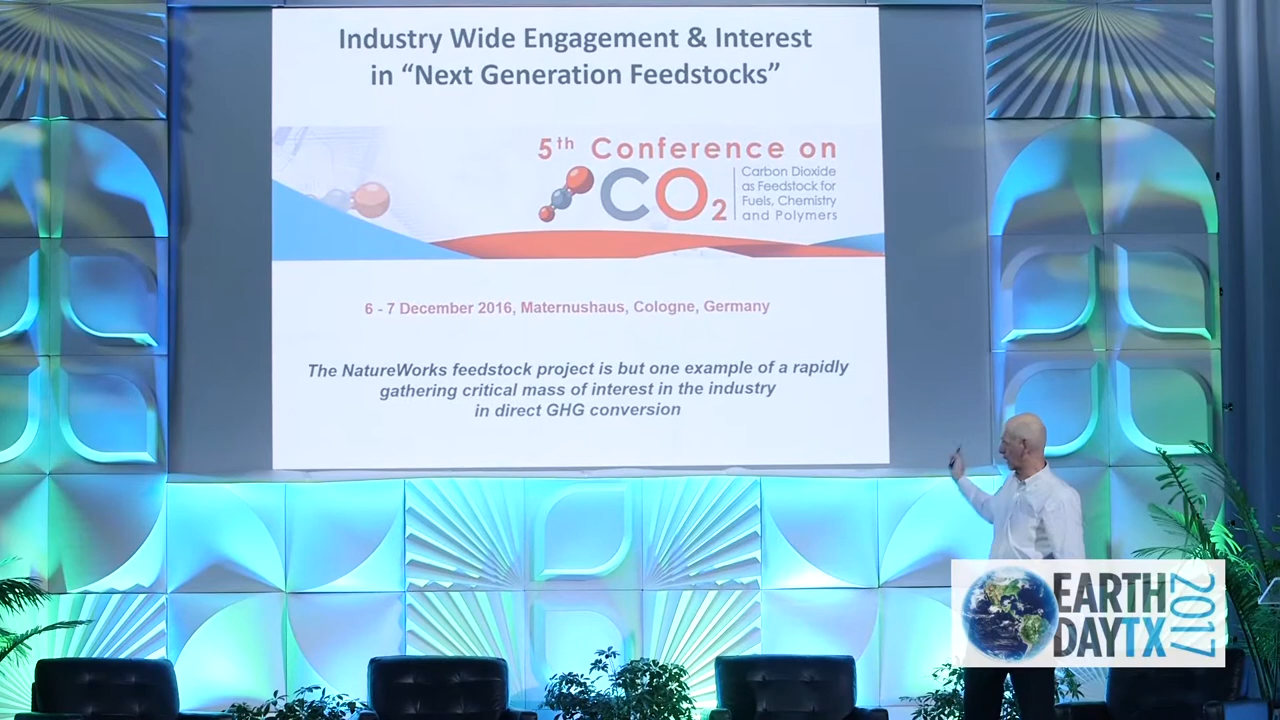 Industry Wide Engagement & Interest
in “Next Generation Feedstocks”
5th Conference on
CO2
Carbon Dioxide
as Feedstock for
Fuels, Chemistry
and Polymers
6 - 7 December 2016, Maternushaus, Cologne, Germany
The NatureWorks feedstock project is but one example of a rapidly
gathering critical mass of interest in the industry
in direct GHG conversion
EARTH
DAYTX
2017